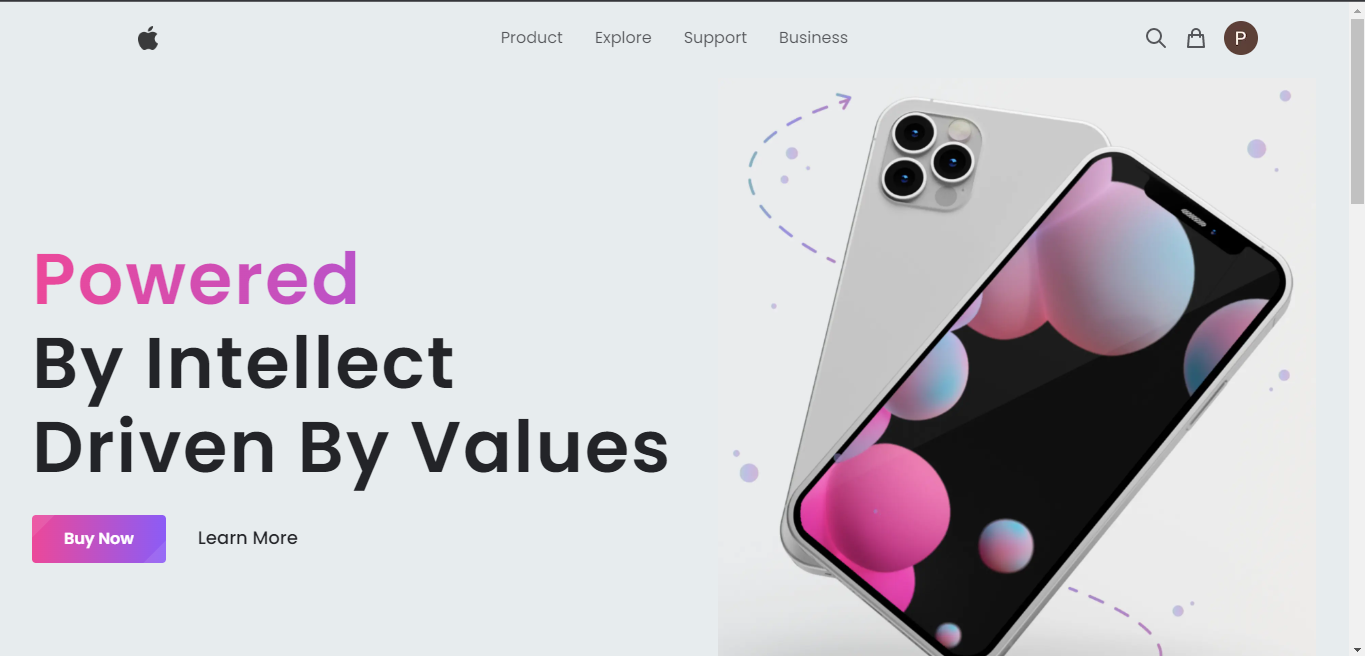 Product Explore Support Business P
Powered
By Intellect
Driven By Values
Buy Now Learn More